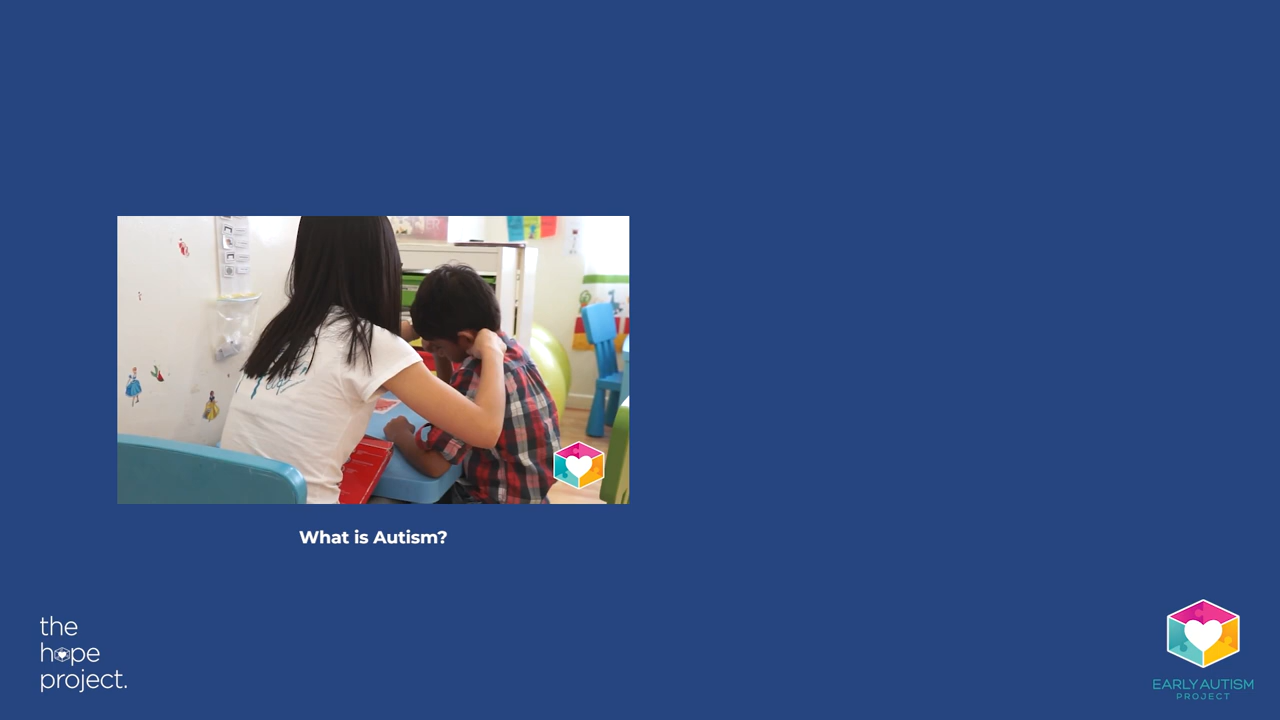 What is Autism?
the
hope
project.
EARLY AUTISM
PROJECT